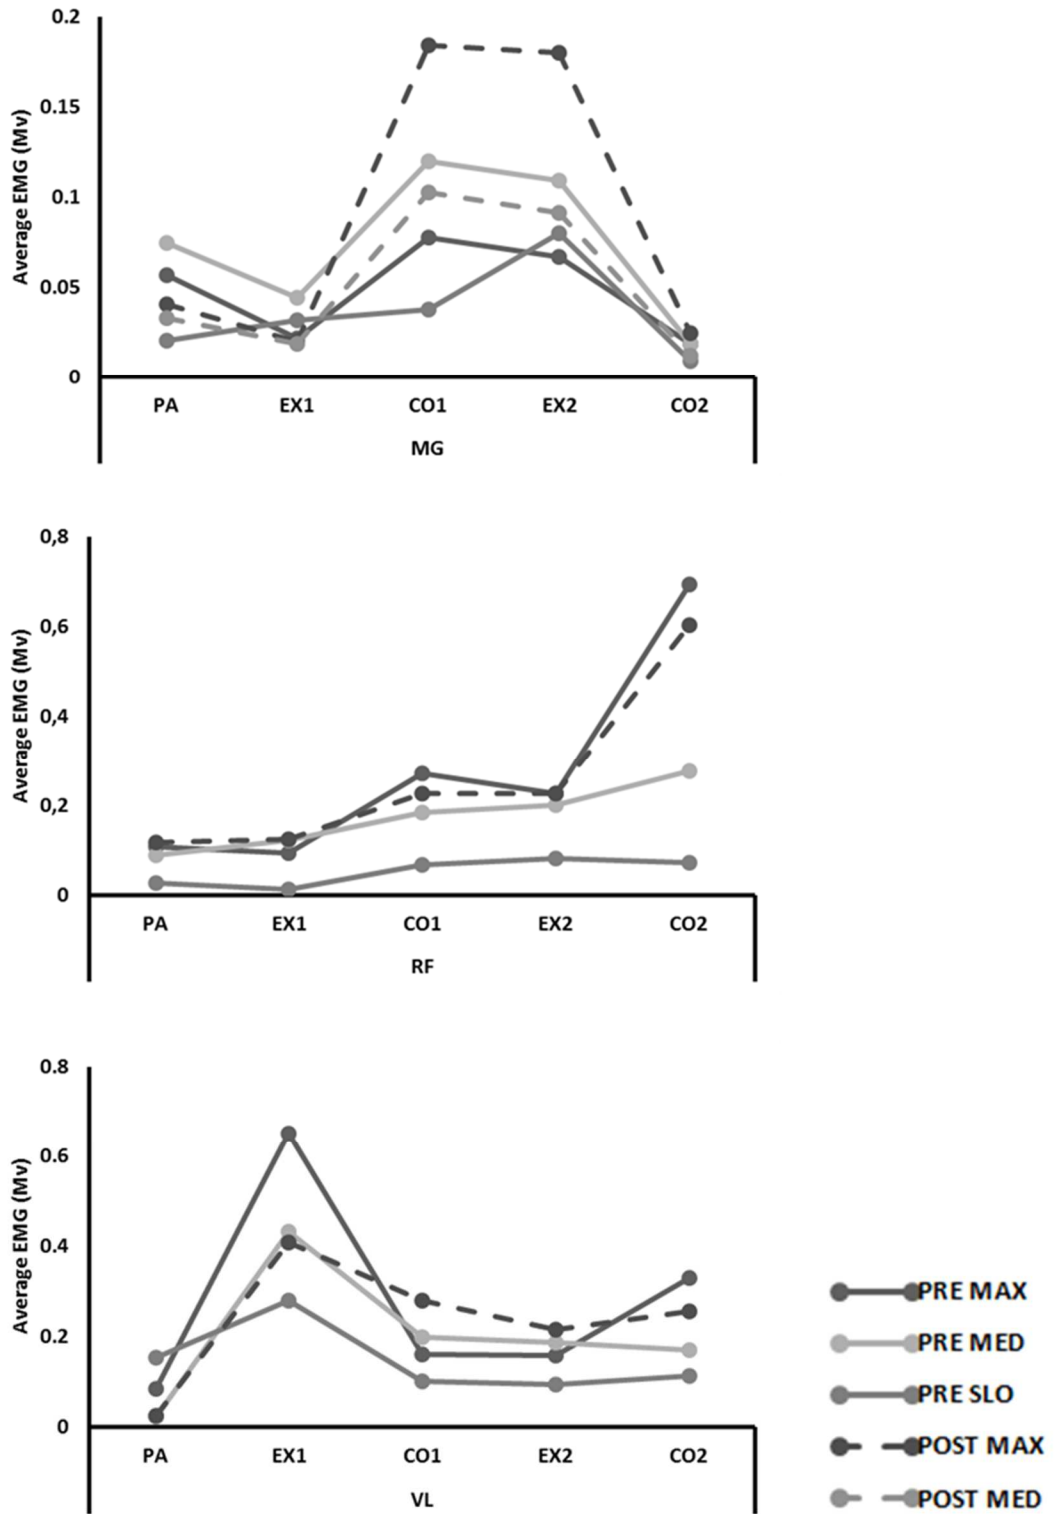 0.2
0.15
0.1
0.05
0
Average EMG (Mv)
PA EX1 CO1 EX2 CO2
MG
0,8
0,6
0,4
0,2
0
Average EMG (Mv)
PA EX1 CO1 EX2 CO2
RF
0.8
0.6
0.4
0.2
0
Average EMG (Mv)
PA EX1 CO1 EX2 CO2
VL
PRE MAX
PRE MED
PRE SLO
POST MAX
POST MED